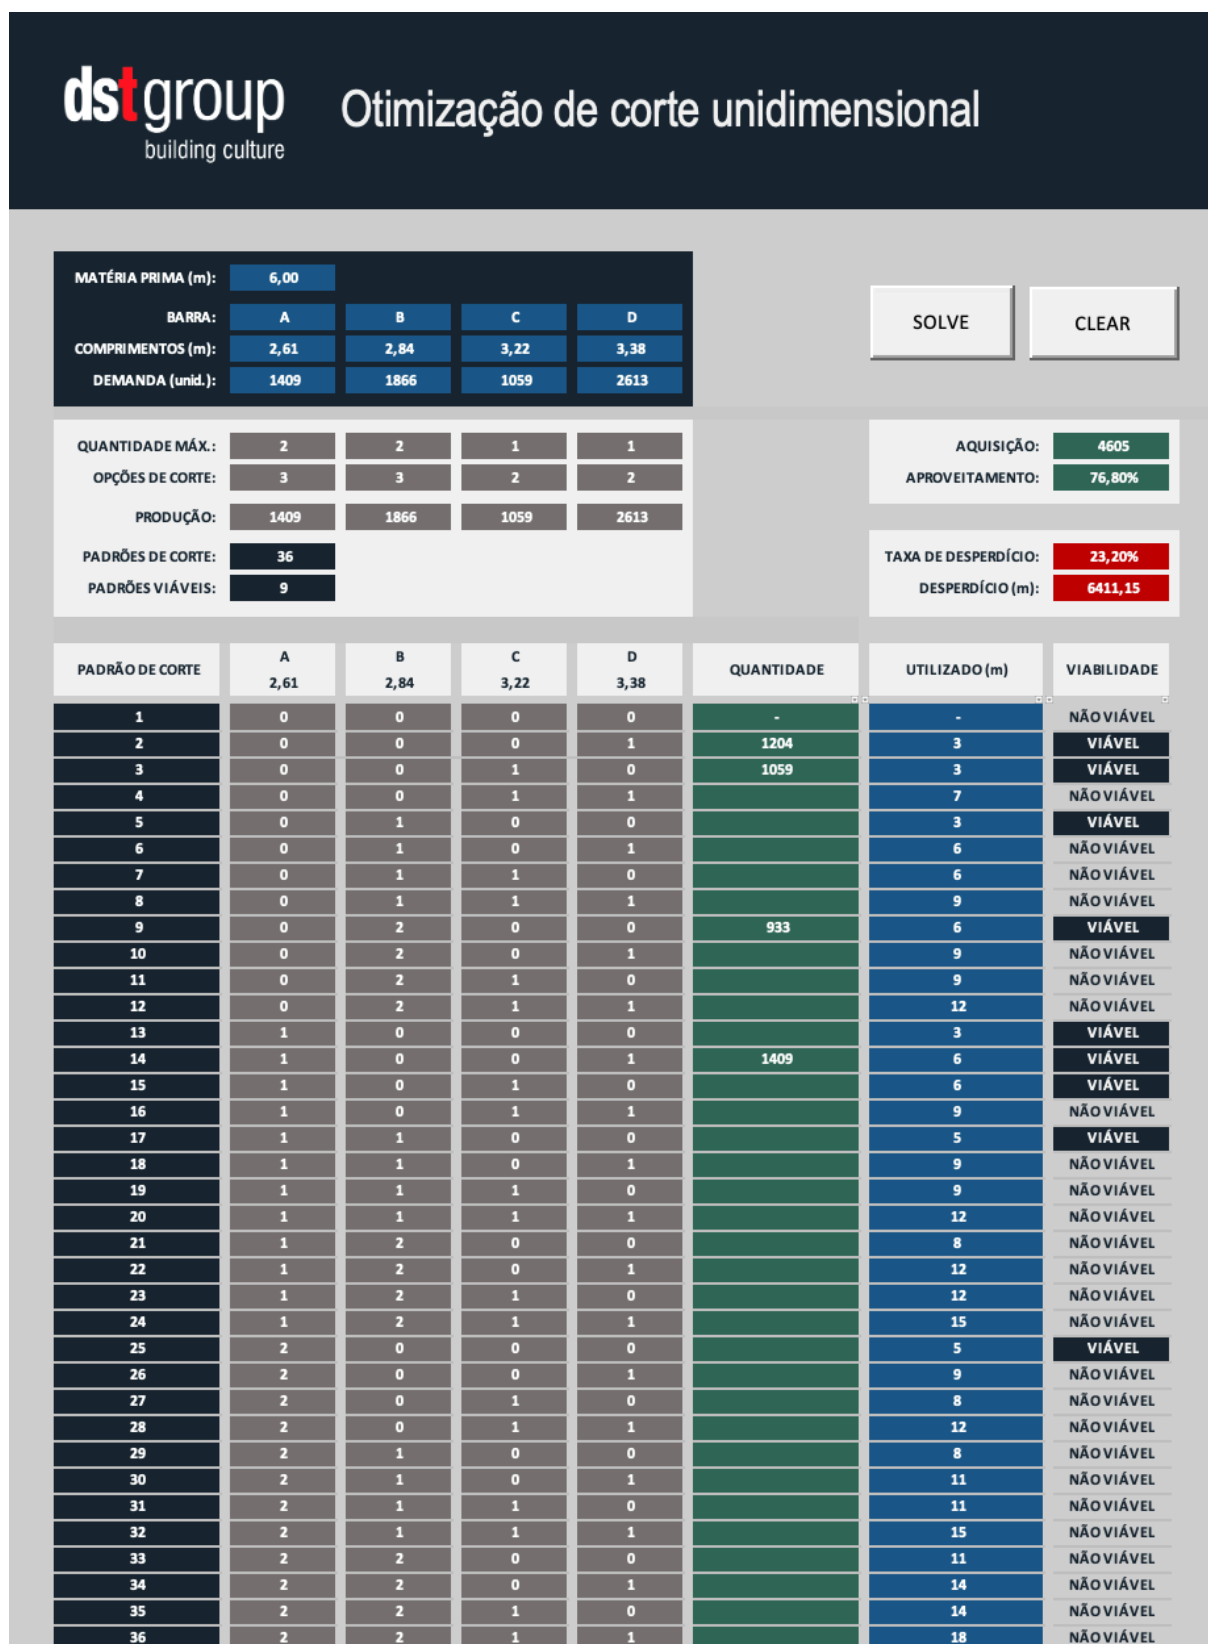 dstgroup
building culture
Otimização de corte unidimensional
MATÉRIA PRIMA (m): 6,00
BARRA: A B C D
COMPRIMENTOS (m): 2,61 2,84 3,22 3,38
DEMANDA (unid.): 1409 1866 1059 2613
SOLVE CLEAR
QUANTIDADE MÁX.: 2 2 1 1
OPÇÕES DE CORTE: 3 3 2 2
PRODUÇÃO: 1409 1866 1059 2613
PADRÕES DE CORTE: 36
PADRÕES VIÁVEIS: 9
AQUISIÇÃO: 4605
APROVEITAMENTO: 76,80%
TAXA DE DESPERDÍCIO: 23,20%
DESPERDÍCIO (m): 6411,15
PADRÃO DE CORTE A B C D QUANTIDADE UTILIZADO (m) VIABILIDADE
2,61 2,84 3,22 3,38
1 0 0 0 0 - - NÃO VIÁVEL
2 0 0 0 1 1204 3 VIÁVEL
3 0 0 1 0 1059 3 VIÁVEL
4 0 0 1 1 7 NÃO VIÁVEL
5 0 1 0 0 3 VIÁVEL
6 0 1 0 1 6 NÃO VIÁVEL
7 0 1 1 0 6 NÃO VIÁVEL
8 0 1 1 1 9 NÃO VIÁVEL
9 0 2 0 0 933 6 VIÁVEL
10 0 2 0 1 9 NÃO VIÁVEL
11 0 2 1 0 9 NÃO VIÁVEL
12 0 2 1 1 12 NÃO VIÁVEL
13 1 0 0 0 3 VIÁVEL
14 1 0 0 1 1409 6 VIÁVEL
15 1 0 1 0 6 VIÁVEL
16 1 0 1 1 9 NÃO VIÁVEL
17 1 1 0 0 5 VIÁVEL
18 1 1 0 1 9 NÃO VIÁVEL
19 1 1 1 0 9 NÃO VIÁVEL
20 1 1 1 1 12 NÃO VIÁVEL
21 1 2 0 0 8 NÃO VIÁVEL
22 1 2 0 1 12 NÃO VIÁVEL
23 1 2 1 0 12 NÃO VIÁVEL
24 1 2 1 1 15 NÃO VIÁVEL
25 2 0 0 0 5 VIÁVEL
26 2 0 0 1 9 NÃO VIÁVEL
27 2 0 1 0 8 NÃO VIÁVEL
28 2 0 1 1 12 NÃO VIÁVEL
29 2 1 0 0 8 NÃO VIÁVEL
30 2 1 0 1 11 NÃO VIÁVEL
31 2 1 1 0 11 NÃO VIÁVEL
32 2 1 1 1 15 NÃO VIÁVEL
33 2 2 0 0 11 NÃO VIÁVEL
34 2 2 0 1 14 NÃO VIÁVEL
35 2 2 1 0 14 NÃO VIÁVEL
36 2 2 1 1 18 NÃO VIÁVEL